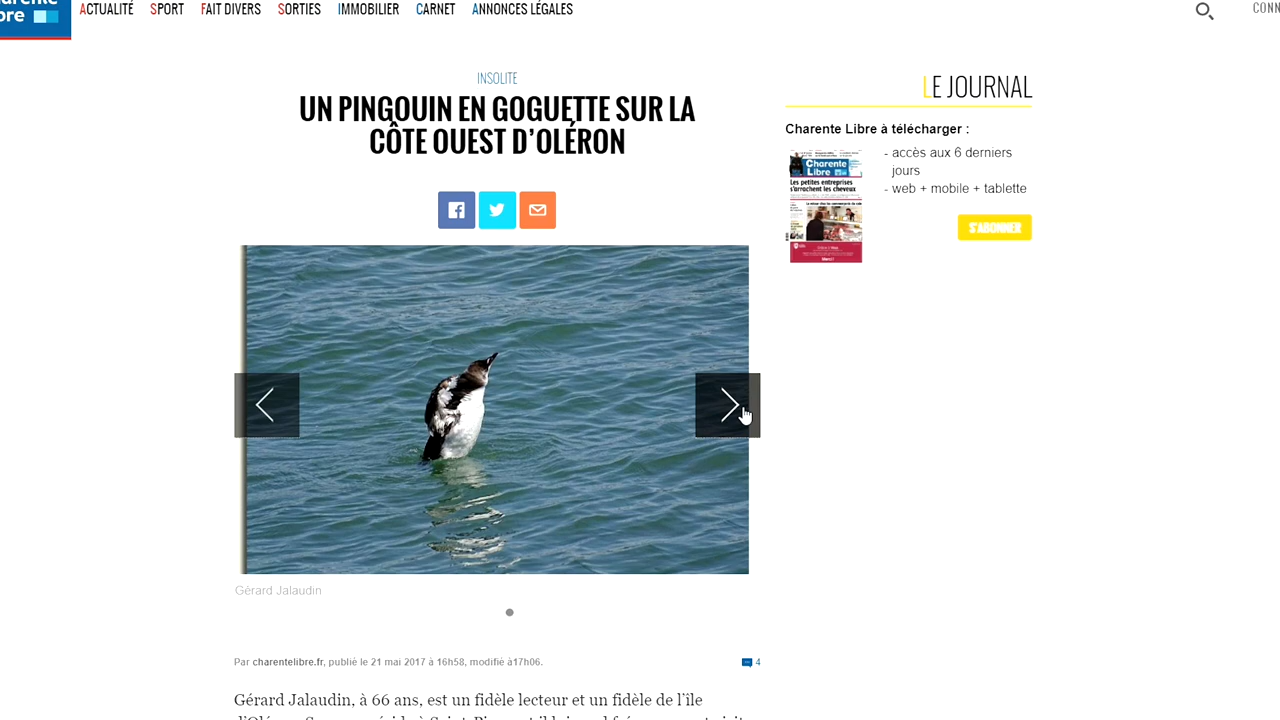 Charente
Libre
ACTUALITÉ SPORT FAIT DIVERS SORTIES IMMOBILIER CARNET ANNONCES LÉGALES
INSOLITE
UN PINGOUIN EN GOGUETTE SUR LA
CÔTE OUEST D'OLÉRON
Gérard Jalaudin
Par charentelibre.fr, publié le 21 mai 2017 à 16h58, modifié à17h06.
4
Gérard Jalaudin, à 66 ans, est un fidèle lecteur et un fidèle de l'île
LE JOURNAL
Charente Libre à télécharger :
- accès aux 6 derniers
jours
- web + mobile + tablette
Charente
Libre
Les petites entreprises
s'arrachent les cheveux
S'ABONNER